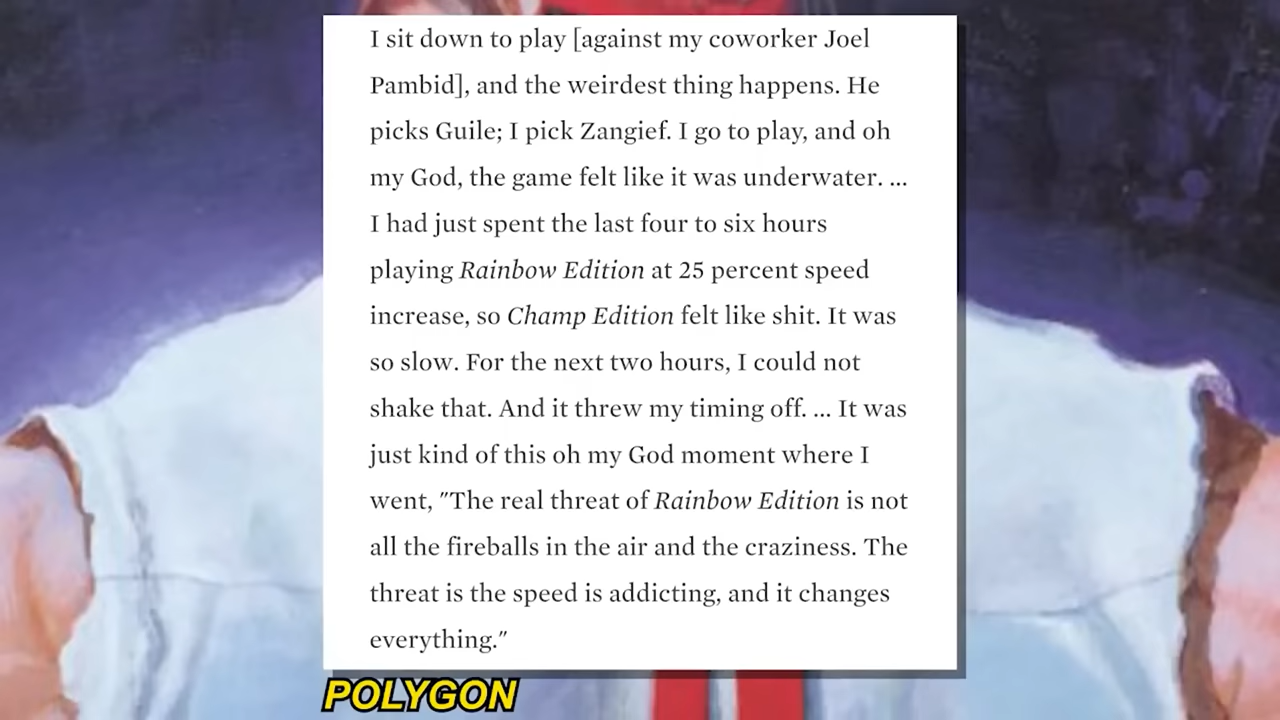 I sit down to play [against my coworker Joel
Pambid], and the weirdest thing happens. He
picks Guile; I pick Zangief. I go to play, and oh
my God, the game felt like it was underwater. ...
I had just spent the last four to six hours
playing Rainbow Edition at 25 percent speed
increase, so Champ Edition felt like shit. It was
so slow. For the next two hours, I could not
shake that. And it threw my timing off. ... It was
just kind of this oh my God moment where I
went, "The real threat of Rainbow Edition is not
all the fireballs in the air and the craziness. The
threat is the speed is addicting, and it changes
everything."
POLYGON